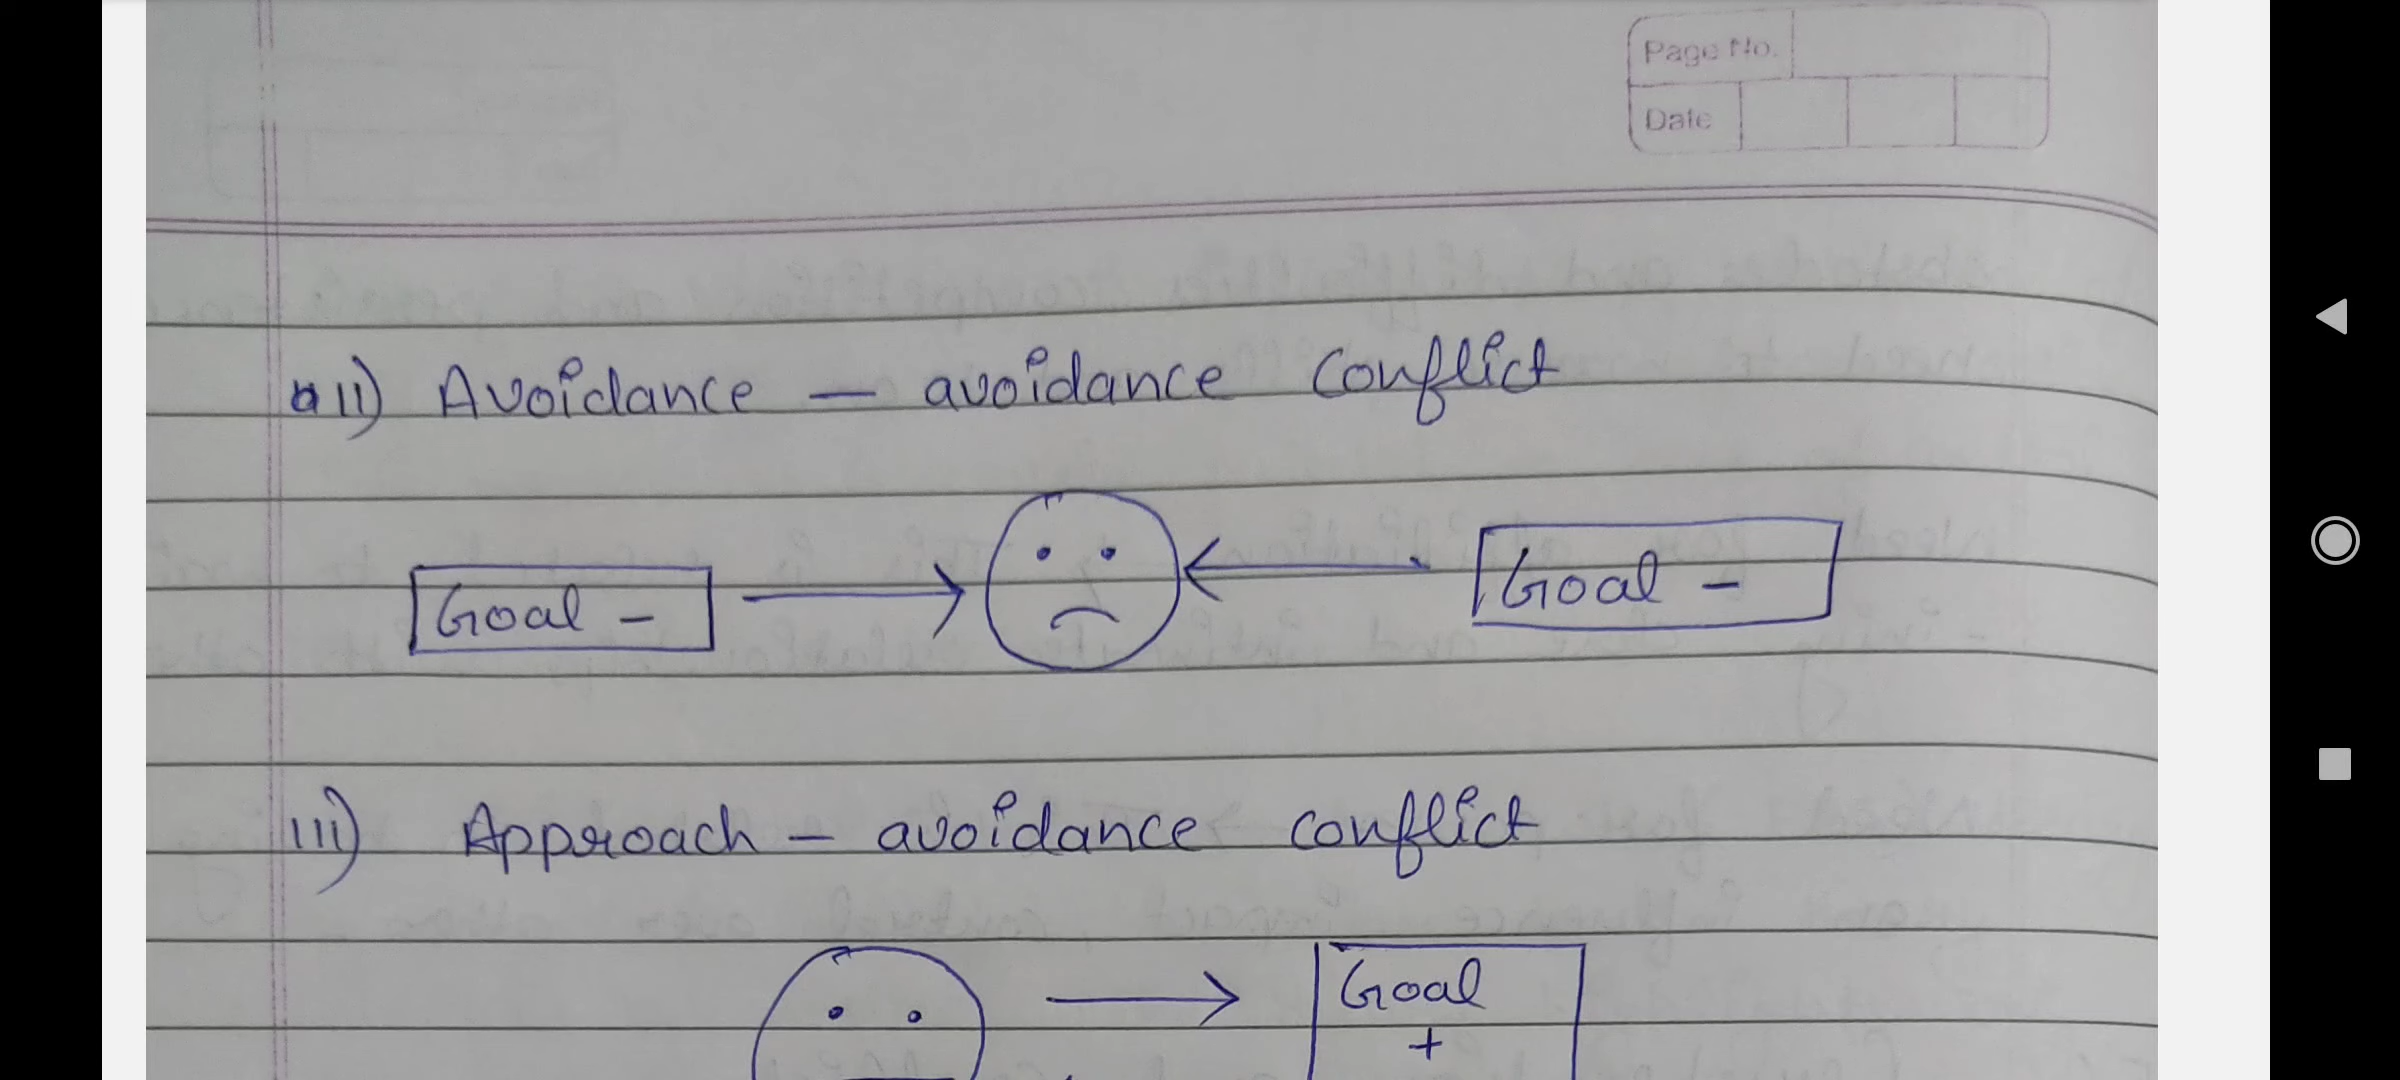 Page No.
Date
ii) Avoidance — avoidance conflict
Goal - Goal -
iii) Approach - avoidance conflict
Goal
+